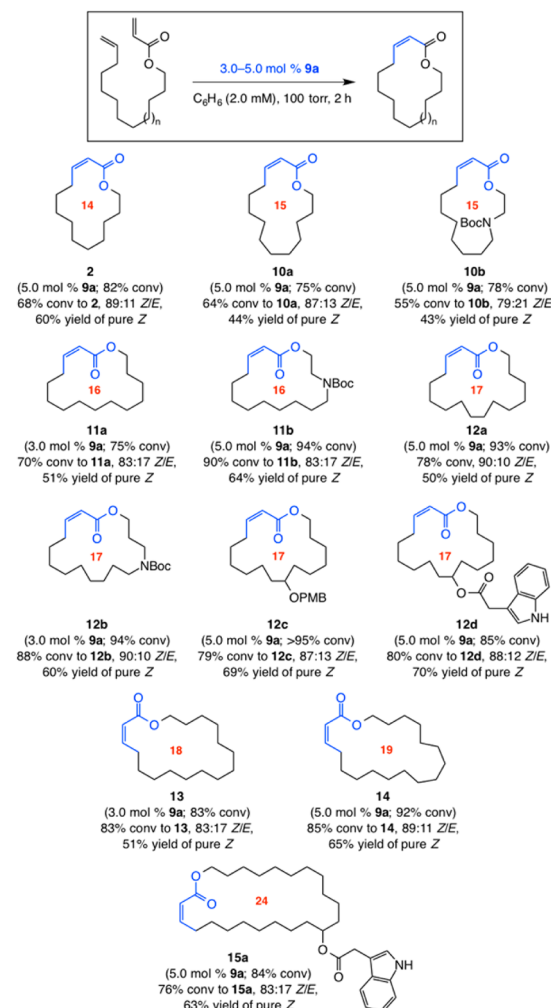 O
O
( )n
3.0–5.0 mol % 9a
C6H6 (2.0 mM), 100 torr, 2 h
O
O
( )n
O
O
14
O
O
15
O
O
15
BocN
2
(5.0 mol % 9a; 82% conv)
68% conv to 2, 89:11 Z/E,
60% yield of pure Z
10a
(5.0 mol % 9a; 75% conv)
64% conv to 10a, 87:13 Z/E,
44% yield of pure Z
10b
(5.0 mol % 9a; 78% conv)
55% conv to 10b, 79:21 Z/E
43% yield of pure Z
O
O
16
O
O
16
NBoc
O
O
17
11a
(3.0 mol % 9a; 75% conv)
70% conv to 11a, 83:17 Z/E,
51% yield of pure Z
11b
(5.0 mol % 9a; 94% conv)
90% conv to 11b, 83:17 Z/E,
64% yield of pure Z
12a
(5.0 mol % 9a; 93% conv)
78% conv, 90:10 Z/E,
50% yield of pure Z
O
O
17
NBoc
O
O
17
OPMB
O
O
17
O
O
NH
12b
(3.0 mol % 9a; 94% conv)
88% conv to 12b, 90:10 Z/E,
60% yield of pure Z
12c
(5.0 mol % 9a; >95% conv)
79% conv to 12c, 87:13 Z/E,
69% yield of pure Z
12d
(5.0 mol % 9a; 85% conv)
80% conv to 12d, 88:12 Z/E,
70% yield of pure Z
O
O
18
O
O
19
13
(3.0 mol % 9a; 83% conv)
83% conv to 13, 83:17 Z/E,
51% yield of pure Z
14
(5.0 mol % 9a; 92% conv)
85% conv to 14, 89:11 Z/E,
65% yield of pure Z
O
O
24
O
O
NH
15a
(5.0 mol % 9a; 84% conv)
76% conv to 15a, 83:17 Z/E,
63% yield of pure Z